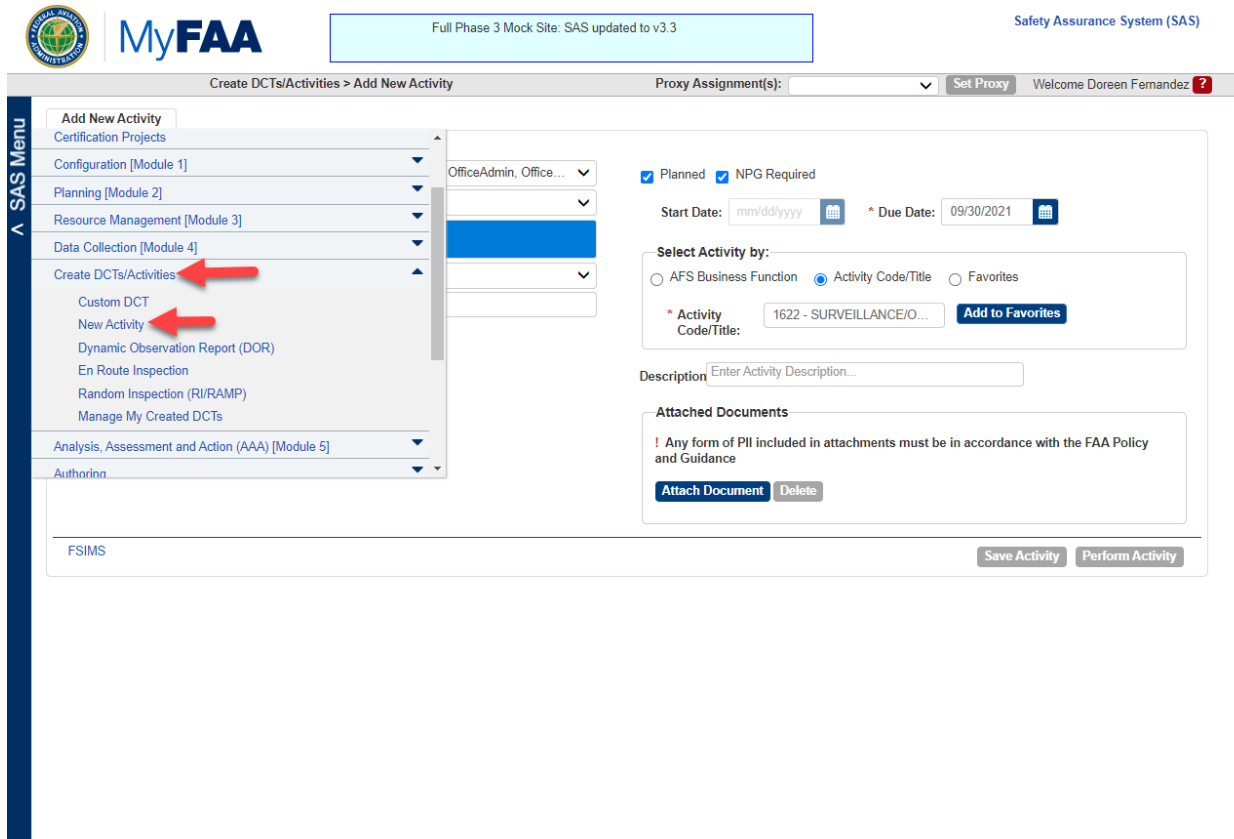 FEDERAL AVIATION
ADMINISTRATION
MyFAA
Full Phase 3 Mock Site: SAS updated to v3.3
Safety Assurance System (SAS)
Create DCTs/Activities > Add New Activity
Proxy Assignment(s):
Set Proxy
Welcome Doreen Fernandez ?
< SAS Menu
Add New Activity
Certification Projects
Configuration [Module 1]
Planning [Module 2]
Resource Management [Module 3]
Data Collection [Module 4]
Create DCTs/Activities
Custom DCT
New Activity
Dynamic Observation Report (DOR)
En Route Inspection
Random Inspection (RI/RAMP)
Manage My Created DCTs
Analysis, Assessment and Action (AAA) [Module 5]
Authoring
OfficeAdmin, Office...
Planned NPG Required
Start Date: mm/dd/yyyy * Due Date: 09/30/2021
Select Activity by:
AFS Business Function Activity Code/Title Favorites
* Activity
Code/Title:
1622 - SURVEILLANCE/O...
Add to Favorites
Description Enter Activity Description...
Attached Documents
! Any form of PII included in attachments must be in accordance with the FAA Policy
and Guidance
Attach Document Delete
FSIMS
Save Activity Perform Activity